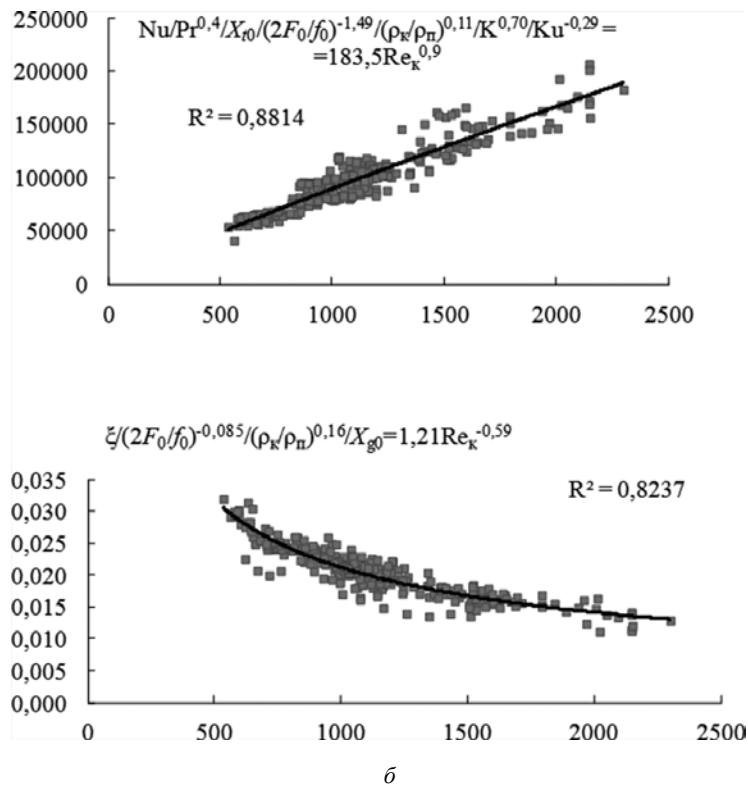 Nu/Pr^0,4/X_t0/(2F_0/f_0)^-1,49/(ρ_к/ρ_п)^0,11/K^0,70/Ku^-0,29 =
=183,5Re_к^0,9
250000
200000
R² = 0,8814
150000
100000
50000
0
0 500 1000 1500 2000 2500
ξ/(2F_0/f_0)^-0,085/(ρ_к/ρ_п)^0,16/X_g0=1,21Re_к^-0,59
0,035
R² = 0,8237
0,030
0,025
0,020
0,015
0,010
0,005
0,000
0 500 1000 1500 2000 2500
б